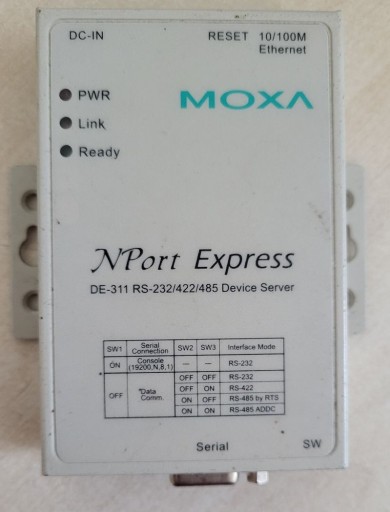 DC-IN RESET 10/100M
Ethernet
PWR
MOXA
Link
Ready
NPort Express
DE-311 RS-232/422/485 Device Server
SW1 Serial Connection SW2 SW3 Interface Mode
ON Console (19200,N,8,1) — — RS-232
OFF *Data Comm. OFF OFF RS-232
OFF ON RS-422
ON OFF RS-485 by RTS
ON ON RS-485 ADDC
Serial SW